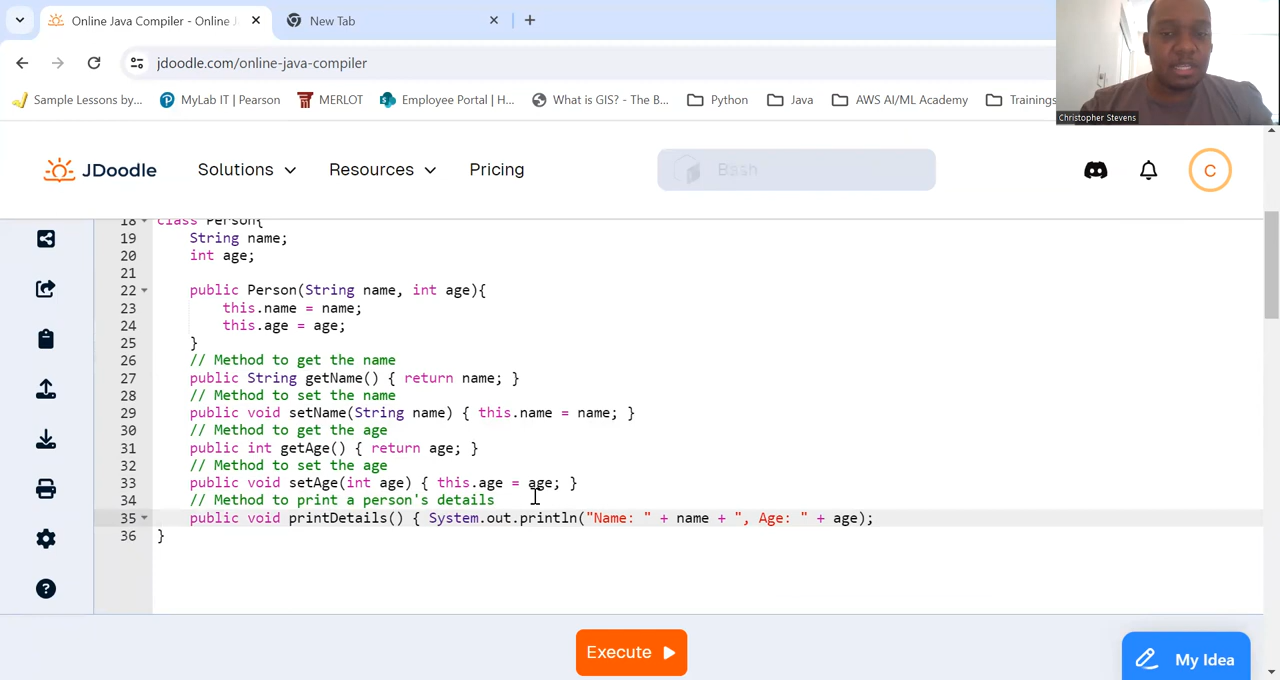 Online Java Compiler - Online J
New Tab
jdoodle.com/online-java-compiler
Sample Lessons by...
MyLab IT | Pearson
MERLOT
Employee Portal | H...
What is GIS? - The B...
Python
Java
AWS AI/ML Academy
Trainings
Christopher Stevens
JDoodle
Solutions
Resources
Pricing
Bash
C
18 class Person{
19 String name;
20 int age;
21
22 public Person(String name, int age){
23 this.name = name;
24 this.age = age;
25 }
26 // Method to get the name
27 public String getName() { return name; }
28 // Method to set the name
29 public void setName(String name) { this.name = name; }
30 // Method to get the age
31 public int getAge() { return age; }
32 // Method to set the age
33 public void setAge(int age) { this.age = age; }
34 // Method to print a person's details
35 public void printDetails() { System.out.println("Name: " + name + ", Age: " + age);
36 }
Execute
My Idea